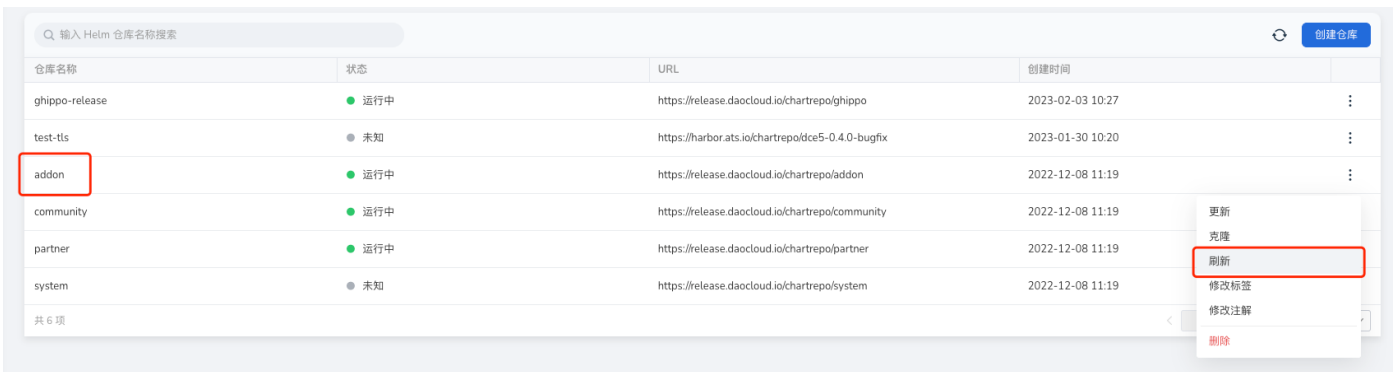 输入 Helm 仓库名称搜索 创建仓库
仓库名称 状态 URL 创建时间
ghippo-release 运行中 https://release.daocloud.io/chartrepo/ghippo 2023-02-03 10:27
test-tls 未知 https://harbor.ats.io/chartrepo/dce5-0.4.0-bugfix 2023-01-30 10:20
addon 运行中 https://release.daocloud.io/chartrepo/addon 2022-12-08 11:19
community 运行中 https://release.daocloud.io/chartrepo/community 2022-12-08 11:19
partner 运行中 https://release.daocloud.io/chartrepo/partner 2022-12-08 11:19
system 未知 https://release.daocloud.io/chartrepo/system 2022-12-08 11:19
共 6 项
更新
克隆
刷新
修改标签
修改注解
删除